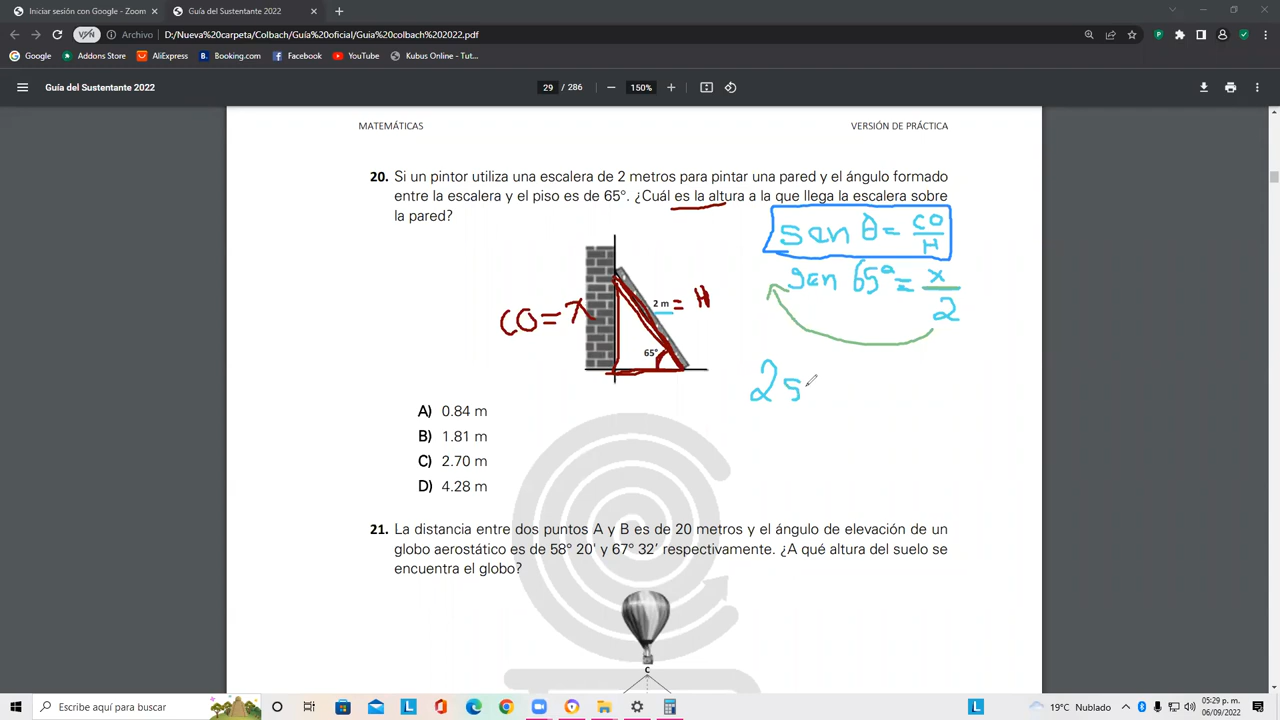 Iniciar sesión con Google - Zoom
Guía del Sustentante 2022
Archivo
D:/Nueva%20carpeta/Colbach/Guía%20oficial/Guia%20colbach%202022.pdf
Google
Addons Store
AliExpress
Booking.com
Facebook
YouTube
Kubus Online - Tut...
Guía del Sustentante 2022
29 / 286
150%
MATEMÁTICAS
VERSIÓN DE PRÁCTICA
20. Si un pintor utiliza una escalera de 2 metros para pintar una pared y el ángulo formado
entre la escalera y el piso es de 65°. ¿Cuál es la altura a la que llega la escalera sobre
la pared?
sen θ = CO/H
sen 65° = x/2
CO = x
2 m = H
65°
2 s
A) 0.84 m
B) 1.81 m
C) 2.70 m
D) 4.28 m
21. La distancia entre dos puntos A y B es de 20 metros y el ángulo de elevación de un
globo aerostático es de 58° 20' y 67° 32' respectivamente. ¿A qué altura del suelo se
encuentra el globo?
C
Escribe aquí para buscar
19°C Nublado
05:29 p. m.
06/09/2022